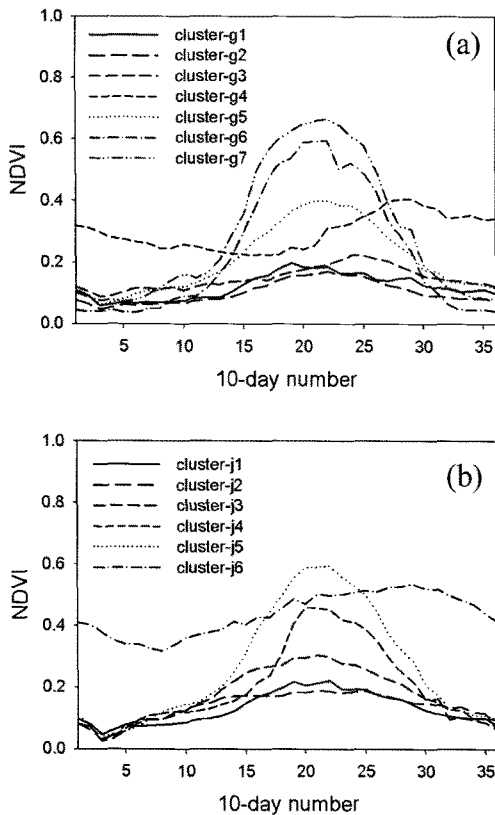 1.0
0.8
0.6
0.4
0.2
0.0
NDVI
cluster-g1
cluster-g2
cluster-g3
cluster-g4
cluster-g5
cluster-g6
cluster-g7
(a)
5 10 15 20 25 30 35
10-day number
1.0
0.8
0.6
0.4
0.2
0.0
NDVI
cluster-j1
cluster-j2
cluster-j3
cluster-j4
cluster-j5
cluster-j6
(b)
5 10 15 20 25 30 35
10-day number